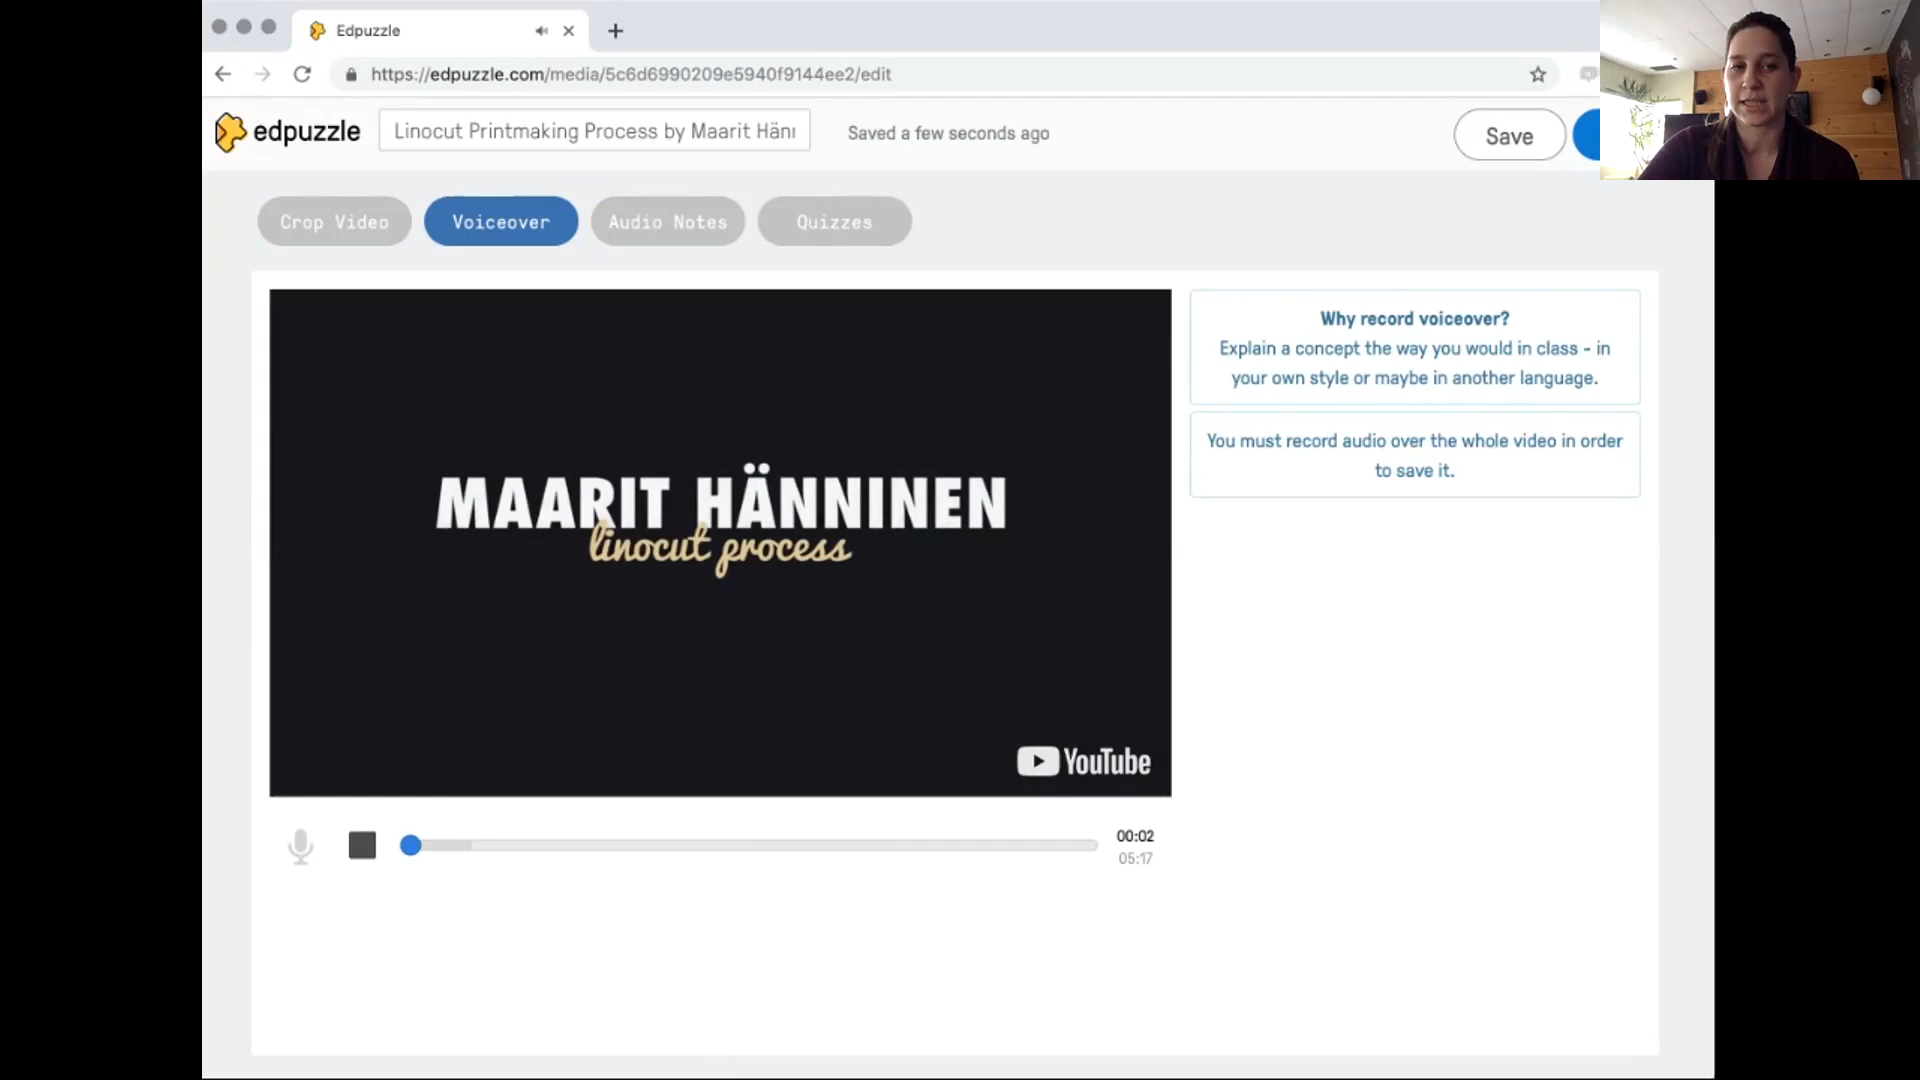 Edpuzzle
https://edpuzzle.com/media/5c6d6990209e5940f9144ee2/edit
edpuzzle
Linocut Printmaking Process by Maarit Hänı
Saved a few seconds ago
Save
Crop Video
Voiceover
Audio Notes
Quizzes
MAARIT HÄNNINEN
linocut process
YouTube
Why record voiceover?
Explain a concept the way you would in class - in
your own style or maybe in another language.
You must record audio over the whole video in order
to save it.
00:02
05:17